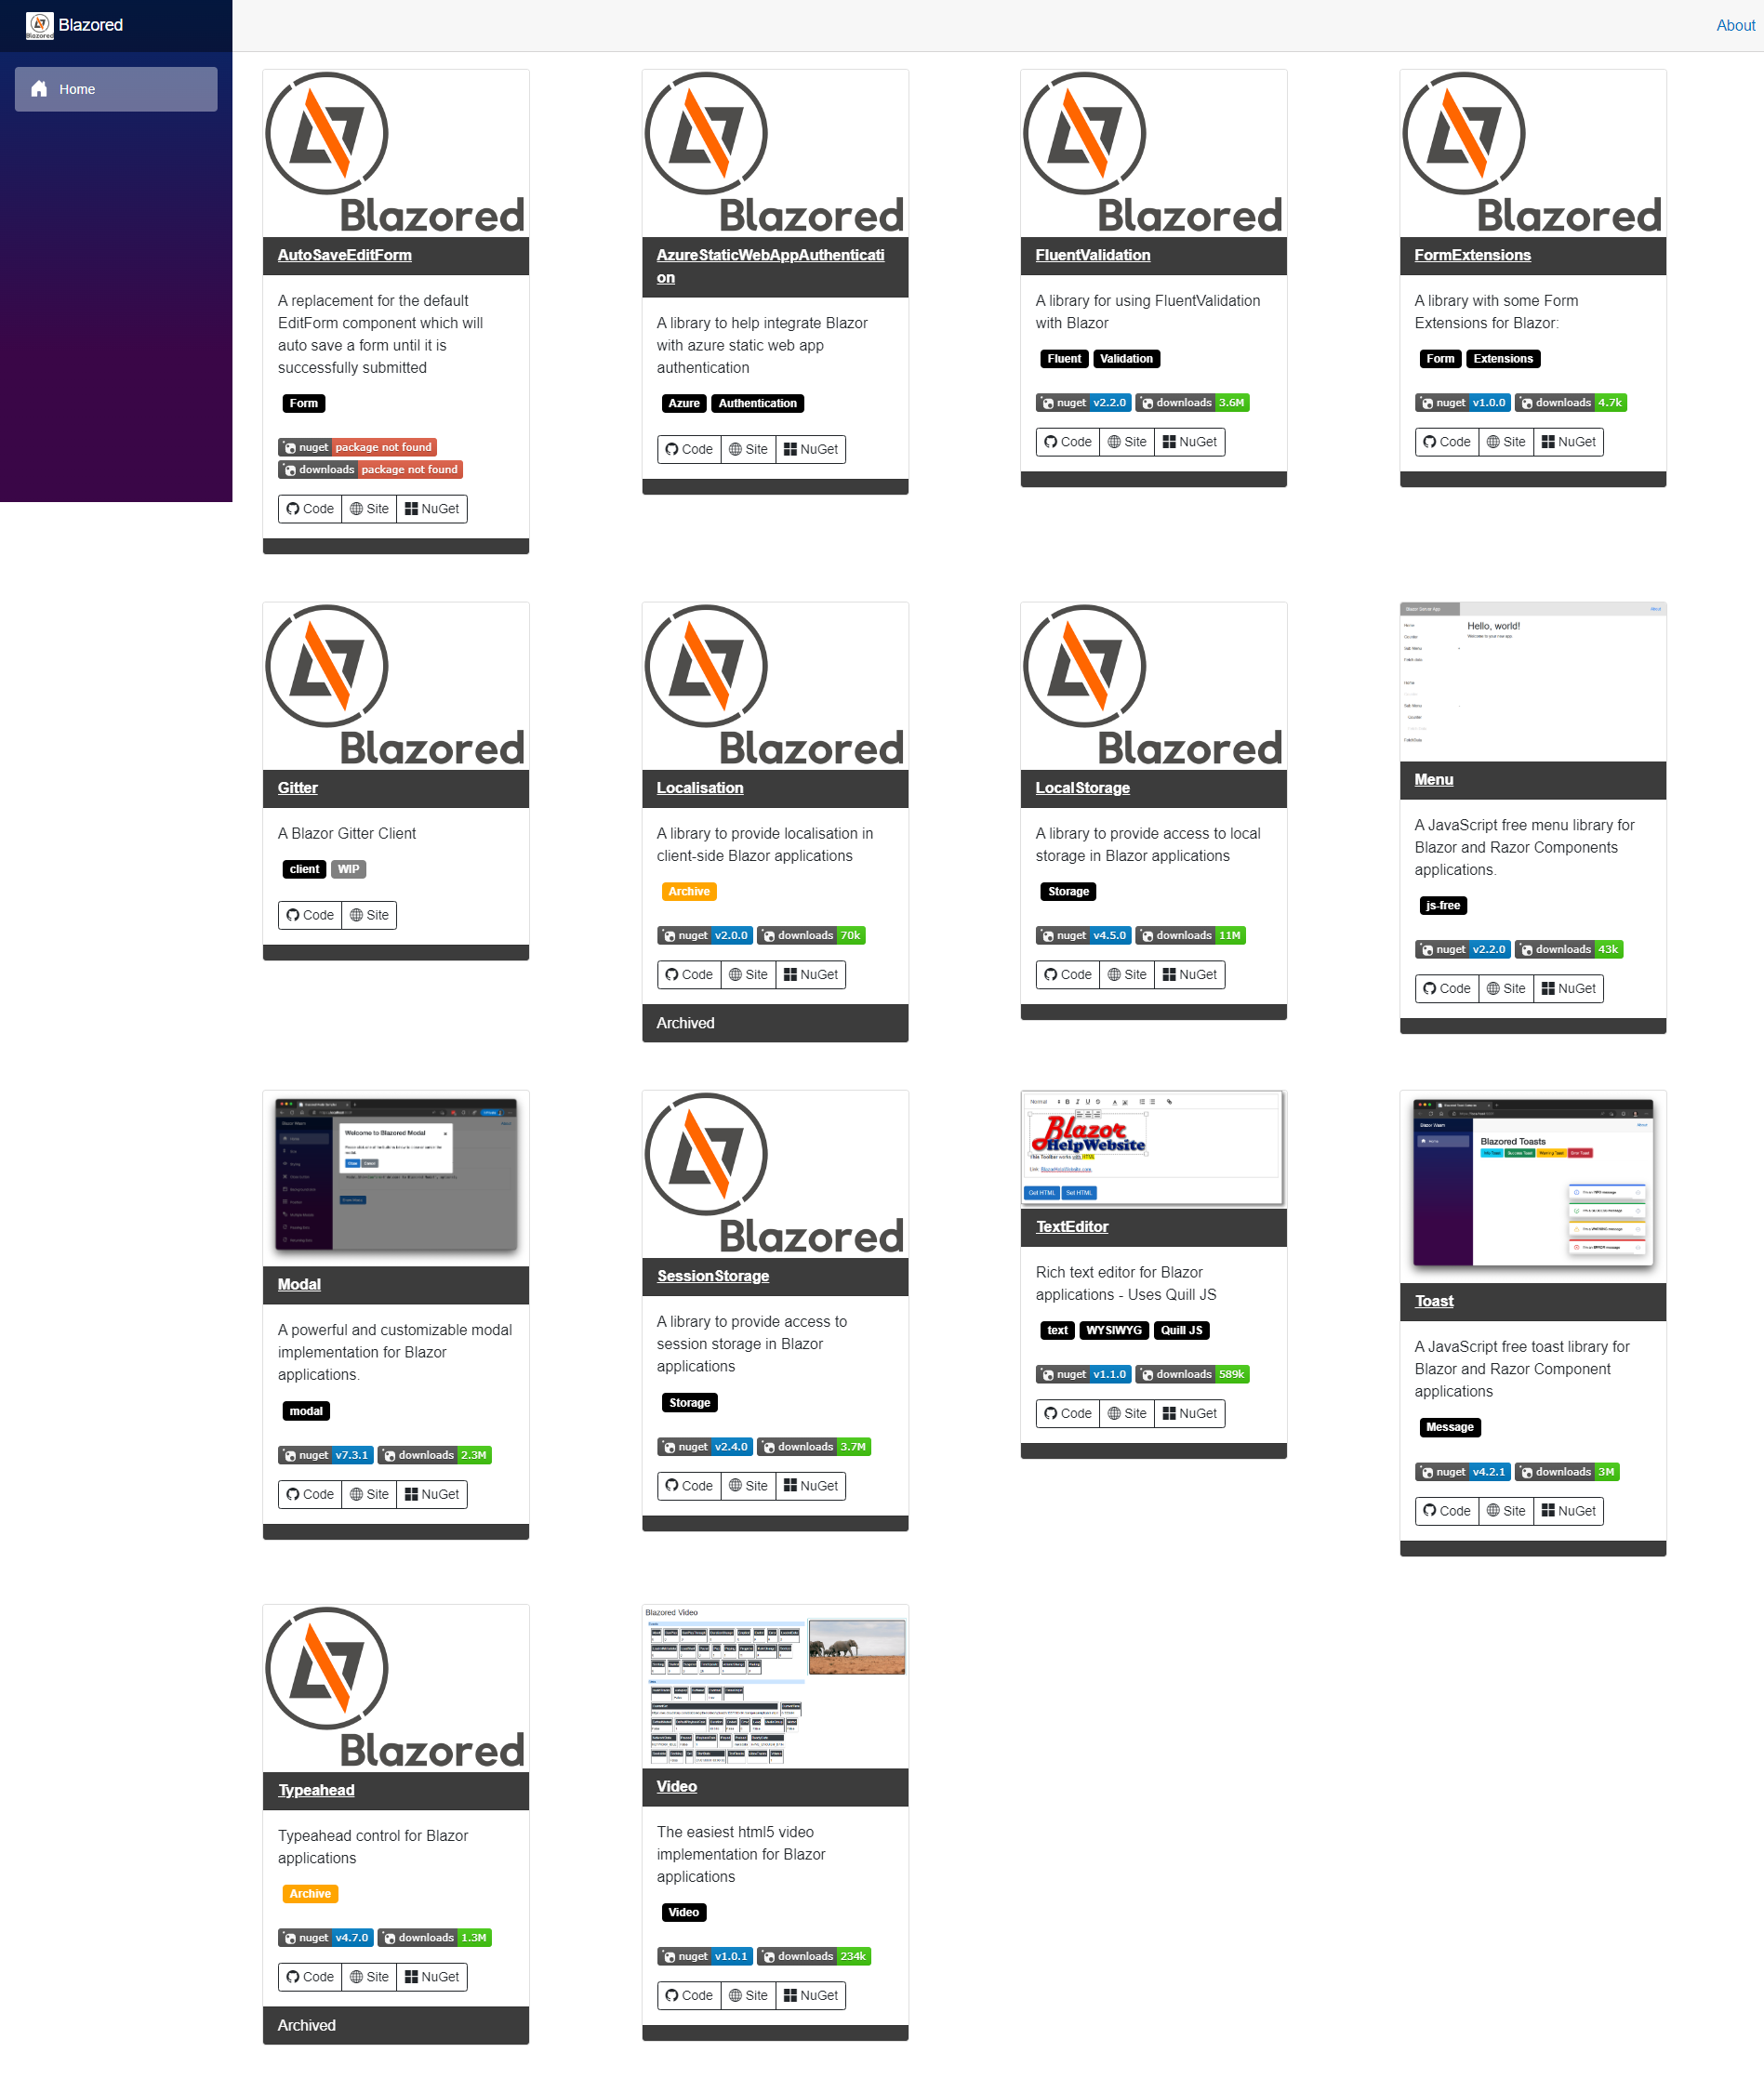 Blazored
About
Home
Blazored
AutoSaveEditForm
A replacement for the default
EditForm component which will
auto save a form until it is
successfully submitted
Form
nuget package not found
downloads package not found
Code Site NuGet
Blazored
AzureStaticWebAppAuthenticati
on
A library to help integrate Blazor
with azure static web app
authentication
Azure Authentication
Code Site NuGet
Blazored
FluentValidation
A library for using FluentValidation
with Blazor
Fluent Validation
nuget v2.2.0 downloads 3.6M
Code Site NuGet
Blazored
FormExtensions
A library with some Form
Extensions for Blazor:
Form Extensions
nuget v1.0.0 downloads 4.7k
Code Site NuGet
Blazored
Gitter
A Blazor Gitter Client
client WIP
Code Site
Blazored
Localisation
A library to provide localisation in
client-side Blazor applications
Archive
nuget v2.0.0 downloads 70k
Code Site NuGet
Archived
Blazored
LocalStorage
A library to provide access to local
storage in Blazor applications
Storage
nuget v4.5.0 downloads 11M
Code Site NuGet
Hello, world!
Menu
A JavaScript free menu library for
Blazor and Razor Components
applications.
js-free
nuget v2.2.0 downloads 43k
Code Site NuGet
Welcome to Blazored Modal
Modal
A powerful and customizable modal
implementation for Blazor
applications.
modal
nuget v7.3.1 downloads 2.3M
Code Site NuGet
Blazored
SessionStorage
A library to provide access to
session storage in Blazor
applications
Storage
nuget v2.4.0 downloads 3.7M
Code Site NuGet
Normal
Blazor
HelpWebsite
Get HTML Set HTML
TextEditor
Rich text editor for Blazor
applications - Uses Quill JS
text WYSIWYG Quill JS
nuget v1.1.0 downloads 589k
Code Site NuGet
Blazored Toasts
Toast
A JavaScript free toast library for
Blazor and Razor Component
applications
Message
nuget v4.2.1 downloads 3M
Code Site NuGet
Blazored
Typeahead
Typeahead control for Blazor
applications
Archive
nuget v4.7.0 downloads 1.3M
Code Site NuGet
Archived
Blazored Video
Video
The easiest html5 video
implementation for Blazor
applications
Video
nuget v1.0.1 downloads 234k
Code Site NuGet